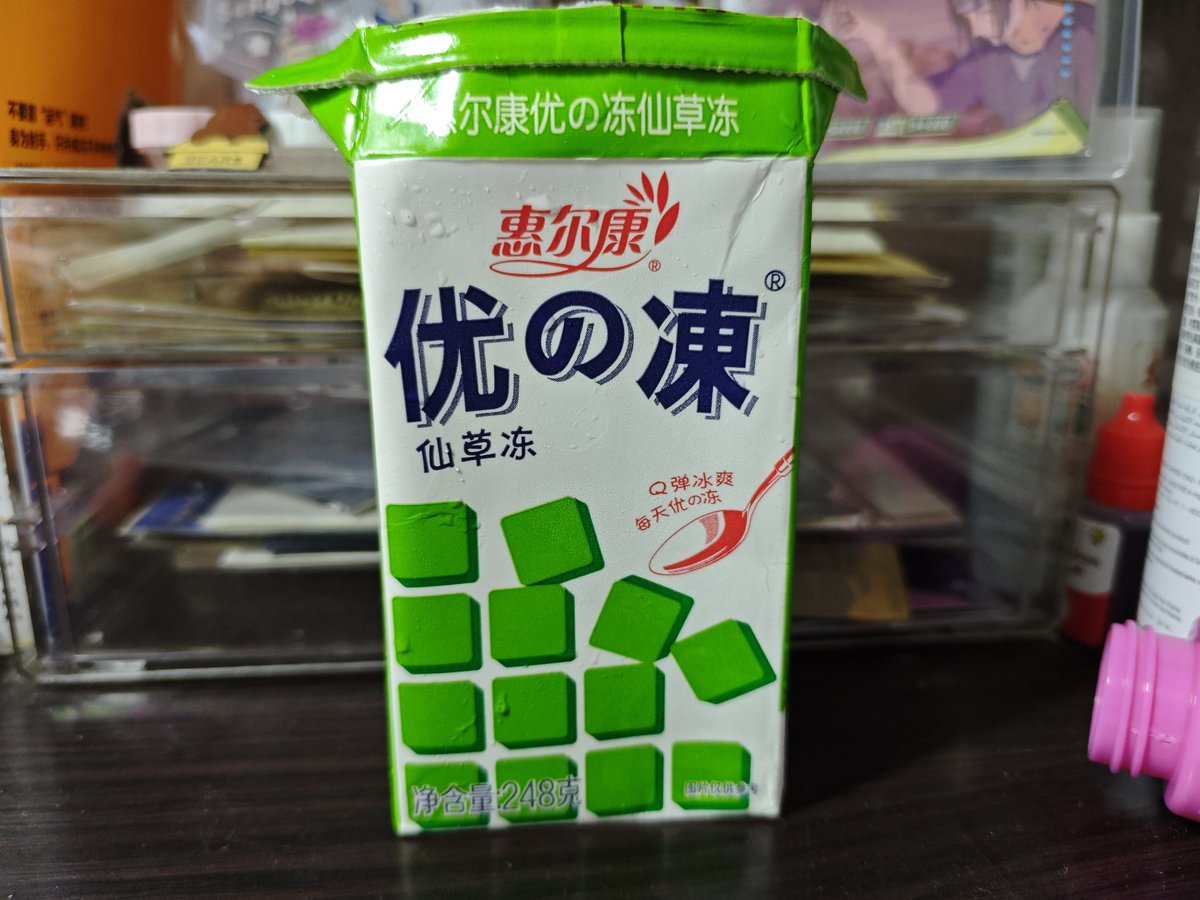 惠尔康优の冻仙草冻
惠尔康®
优の凍®
仙草冻
Q弹冰爽
每天优の冻
净含量:248克
图片仅供参考